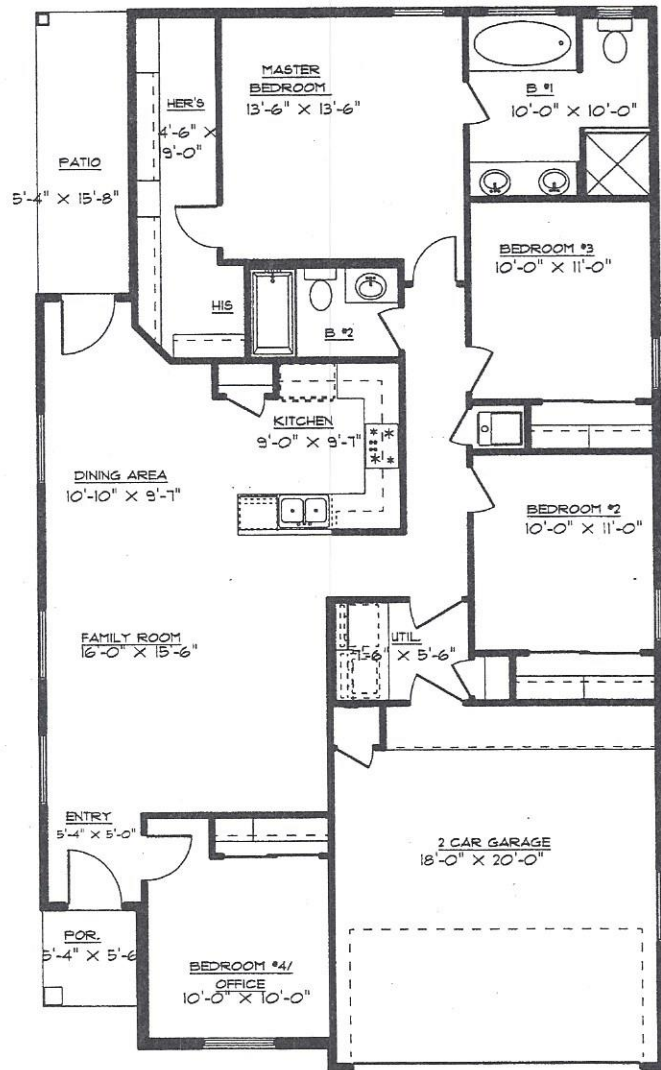 MASTER
BEDROOM
13'-6" X 13'-6"
HER'S
4'-6" X
9'-0"
B #1
10'-0" X 10'-0"
PATIO
5'-4" X 15'-8"
BEDROOM #3
10'-0" X 11'-0"
HIS
B #2
KITCHEN
9'-0" X 9'-7"
DINING AREA
10'-10" X 9'-7"
BEDROOM #2
10'-0" X 11'-0"
FAMILY ROOM
16'-0" X 15'-6"
UTIL.
X 5'-6"
ENTRY
5'-4" X 5'-0"
2 CAR GARAGE
18'-0" X 20'-0"
POR.
5'-4" X 5'-6
BEDROOM #4/
OFFICE
10'-0" X 10'-0"